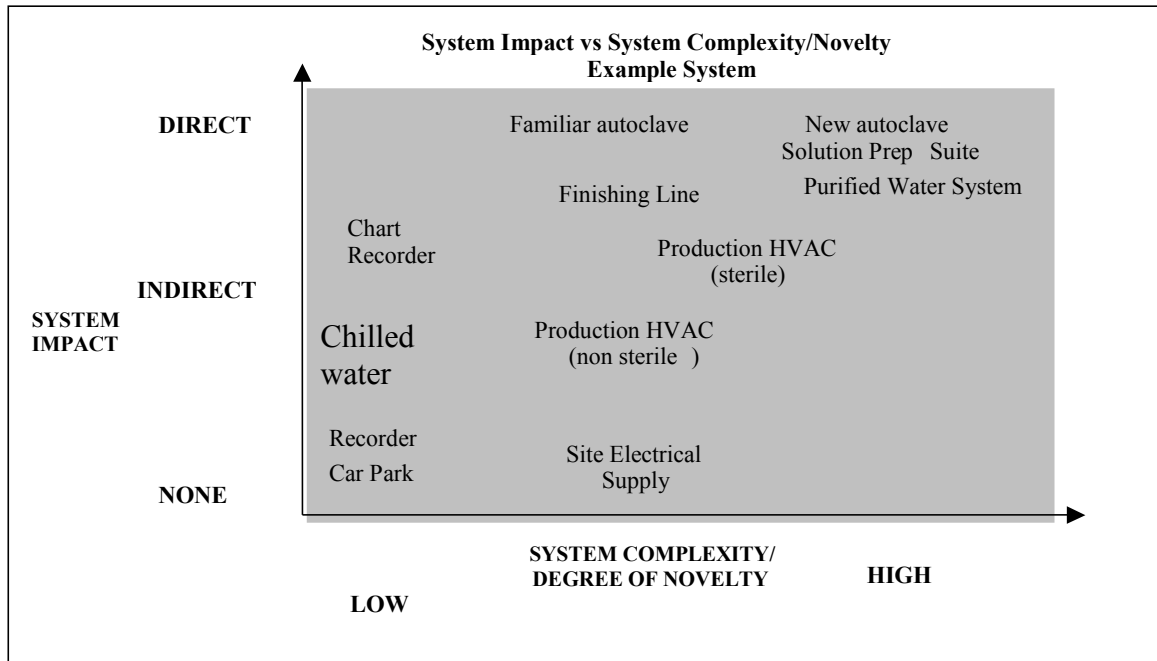 System Impact vs System Complexity/Novelty
Example System
DIRECT
Familiar autoclave
New autoclave
Solution Prep Suite
Purified Water System
Finishing Line
Chart
Recorder
Production HVAC
(sterile)
INDIRECT
SYSTEM
IMPACT
Chilled
water
Production HVAC
(non sterile )
Recorder
Car Park
Site Electrical
Supply
NONE
SYSTEM COMPLEXITY/
DEGREE OF NOVELTY
HIGH
LOW